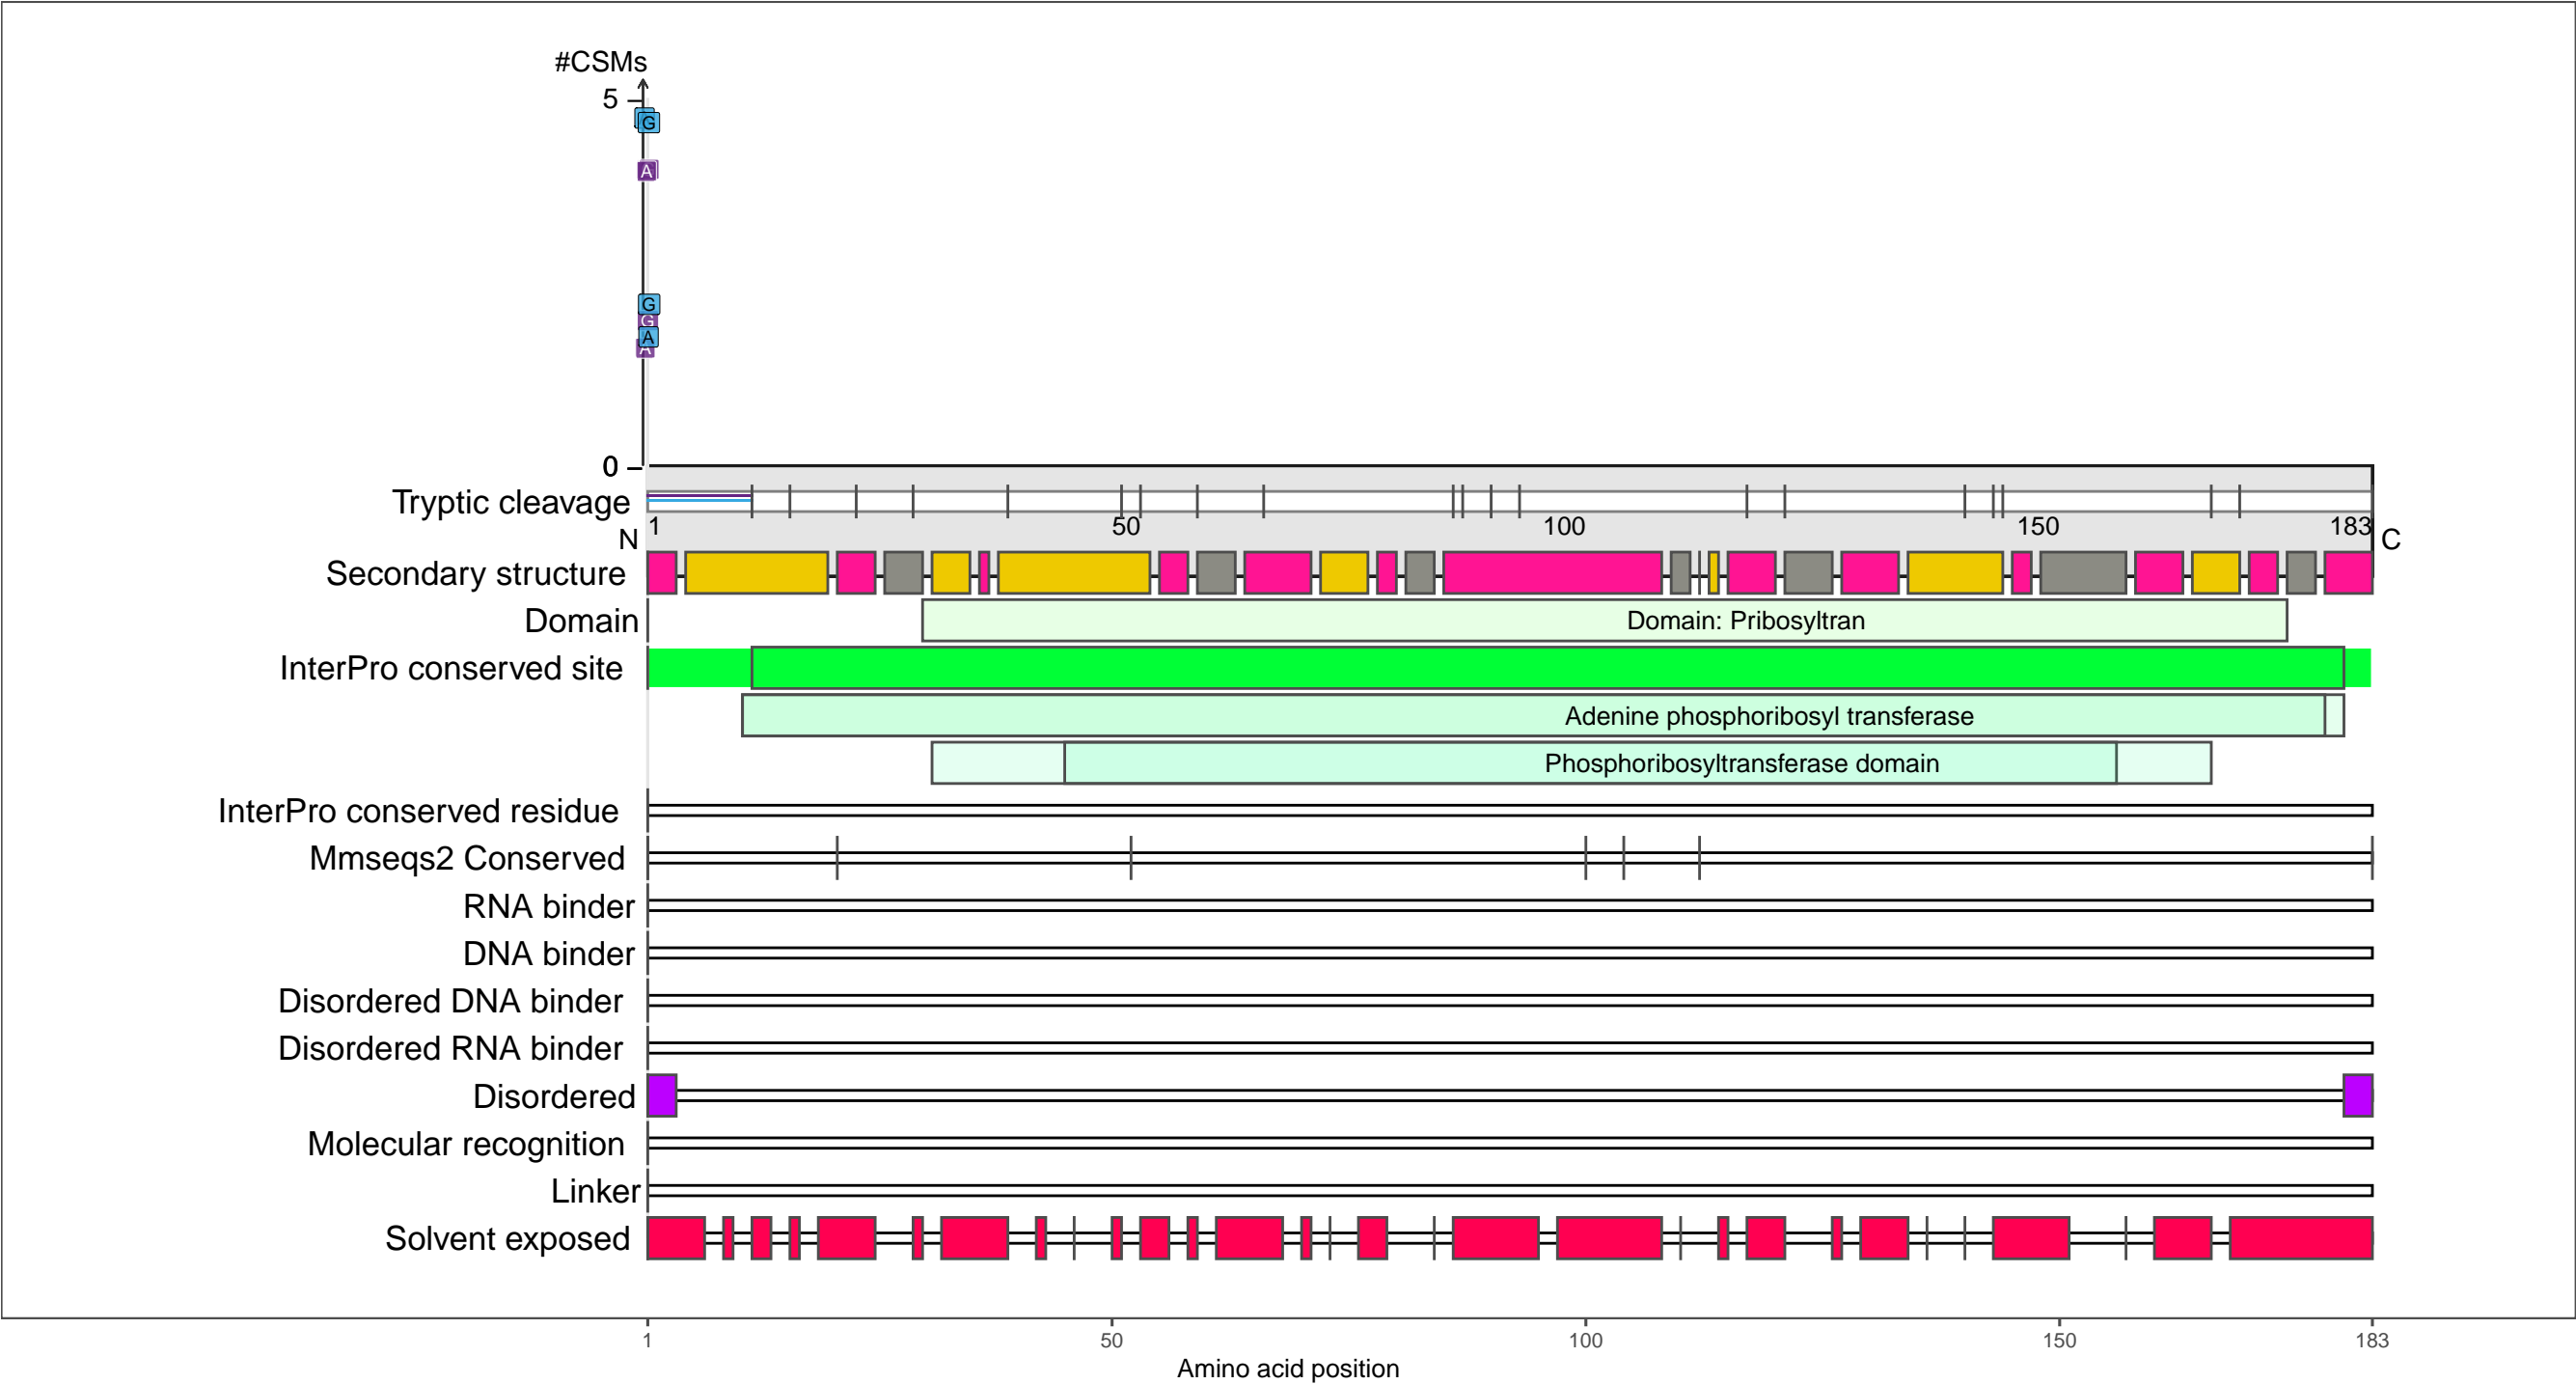 #CSMs
5
G
A
G
G
A
A
0
Tryptic cleavage
1 50 100 150 183
N C
Secondary structure
Domain
Domain: Pribosyltran
InterPro conserved site
Adenine phosphoribosyl transferase
Phosphoribosyltransferase domain
InterPro conserved residue
Mmseqs2 Conserved
RNA binder
DNA binder
Disordered DNA binder
Disordered RNA binder
Disordered
Molecular recognition
Linker
Solvent exposed
1 50 100 150 183
Amino acid position